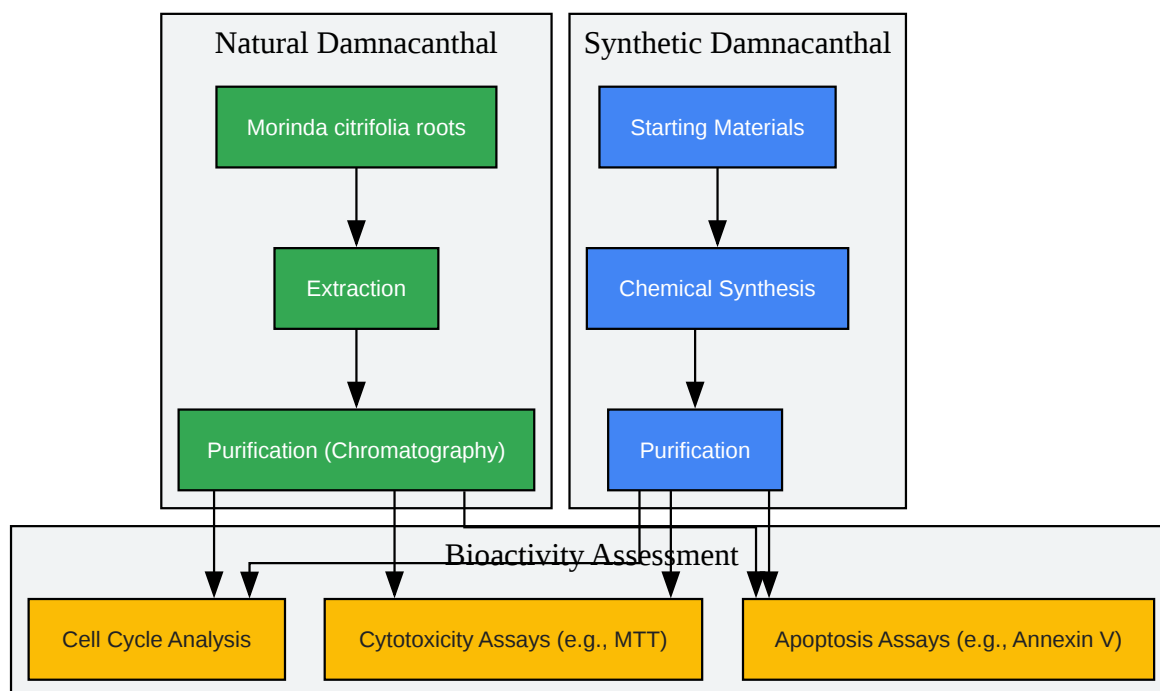 Natural Damnacanthal
Synthetic Damnacanthal
Morinda citrifolia roots
Starting Materials
Extraction
Chemical Synthesis
Purification (Chromatography)
Purification
Bioactivity Assessment
Cell Cycle Analysis
Cytotoxicity Assays (e.g., MTT)
Apoptosis Assays (e.g., Annexin V)